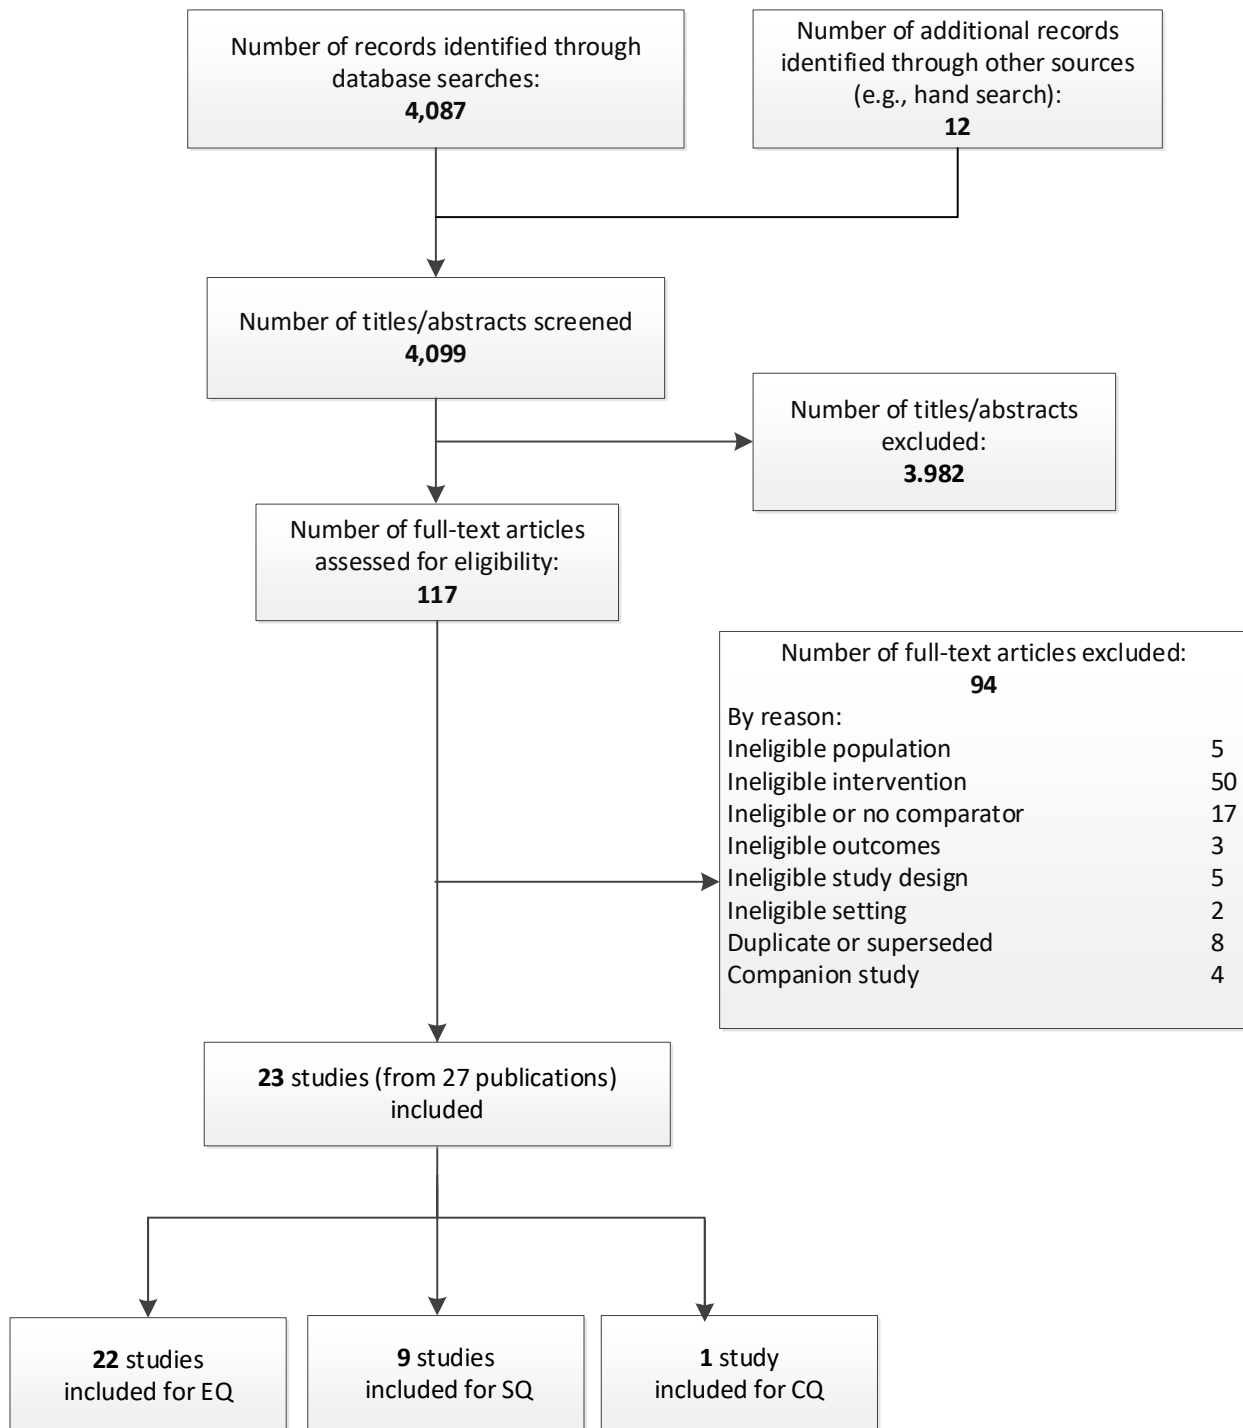 Number of records identified through
database searches:
4,087
Number of additional records
identified through other sources
(e.g., hand search):
12
Number of titles/abstracts screened
4,099
Number of titles/abstracts
excluded:
3.982
Number of full-text articles
assessed for eligibility:
117
Number of full-text articles excluded:
94
By reason:
Ineligible population 5
Ineligible intervention 50
Ineligible or no comparator 17
Ineligible outcomes 3
Ineligible study design 5
Ineligible setting 2
Duplicate or superseded 8
Companion study 4
23 studies (from 27 publications)
included
22 studies
included for EQ
9 studies
included for SQ
1 study
included for CQ